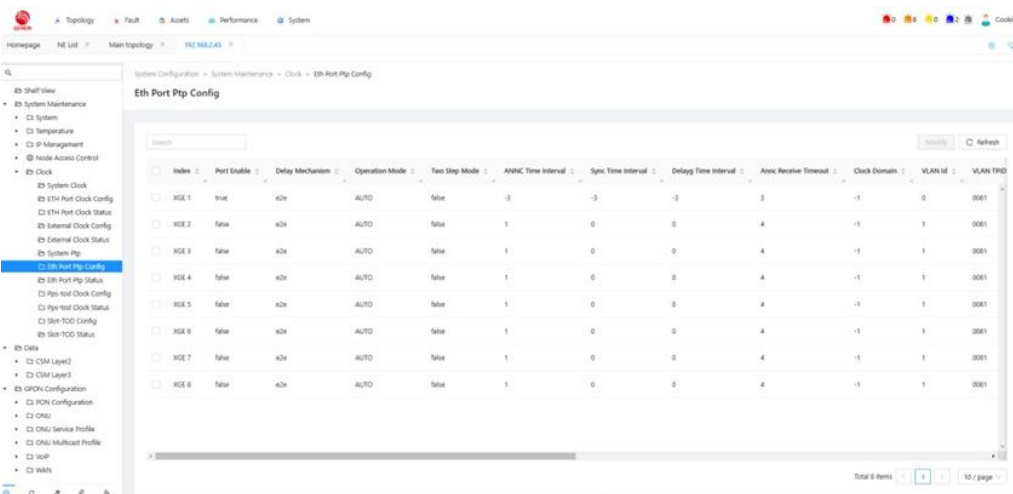 Topology Fault Assets Performance System 0 8 0 2 Cooki
GENEW
Homepage NE List × Main topology × 192.168.2.45 ×
System Configuration > System Maintenance > Clock > Eth Port Ptp Config
Eth Port Ptp Config
Shelf View
System Maintenance
System
Temperature
IP Management
Node Access Control
Clock
System Clock
ETH Port Clock Config
ETH Port Clock Status
External Clock Config
External Clock Status
System Ptp
Eth Port Ptp Config
Eth Port Ptp Status
Pps-tod Clock Config
Pps-tod Clock Status
Slot-TOD Config
Slot-TOD Status
Data
CSM Layer2
CSM Layer3
GPON Configuration
PON Configuration
ONU
ONU Service Profile
ONU Multicast Profile
VoIP
WAN
Search Modify Refresh
Index Port Enable Delay Mechanism Operation Mode Two Step Mode ANNC Time Interval Sync Time Interval Delayg Time Interval Annc Receive Timeout Clock Domain VLAN Id VLAN TPID
XGE 1 true e2e AUTO false -3 -3 -3 3 -1 0 0081
XGE 2 false e2e AUTO false 1 0 0 4 -1 1 0081
XGE 3 false e2e AUTO false 1 0 0 4 -1 1 0081
XGE 4 false e2e AUTO false 1 0 0 4 -1 1 0081
XGE 5 false e2e AUTO false 1 0 0 4 -1 1 0081
XGE 6 false e2e AUTO false 1 0 0 4 -1 1 0081
XGE 7 false e2e AUTO false 1 0 0 4 -1 1 0081
XGE 8 false e2e AUTO false 1 0 0 4 -1 1 0081
Total 8 items < 1 > 10 / page